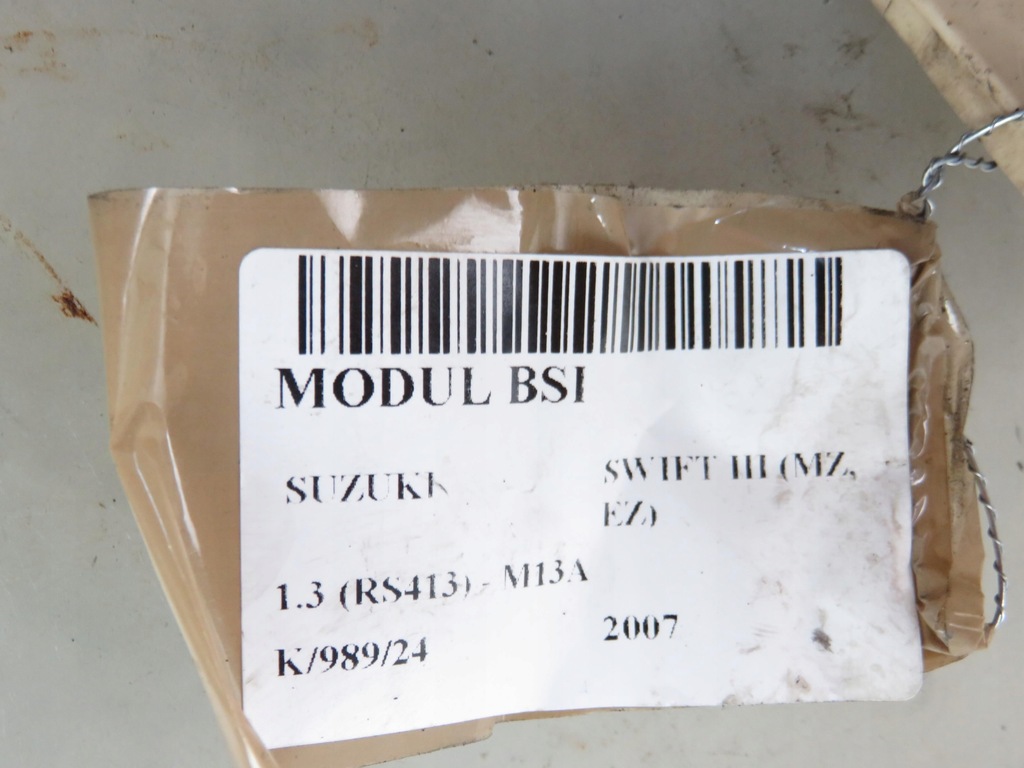 MODUL BSI
SUZUKI
SWIFT III (MZ,
EZ)
1.3 (RS413) - M13A
2007
K/989/24